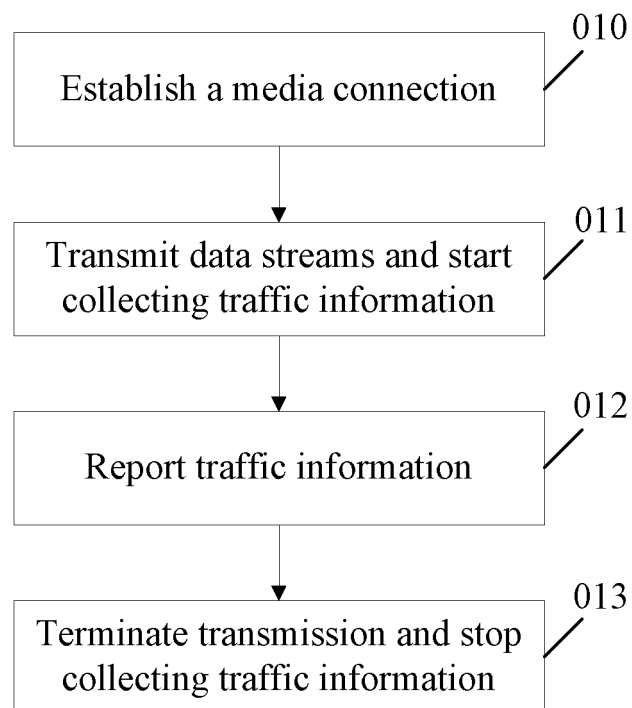 010
Establish a media connection
011
Transmit data streams and start
collecting traffic information
012
Report traffic information
013
Terminate transmission and stop
collecting traffic information